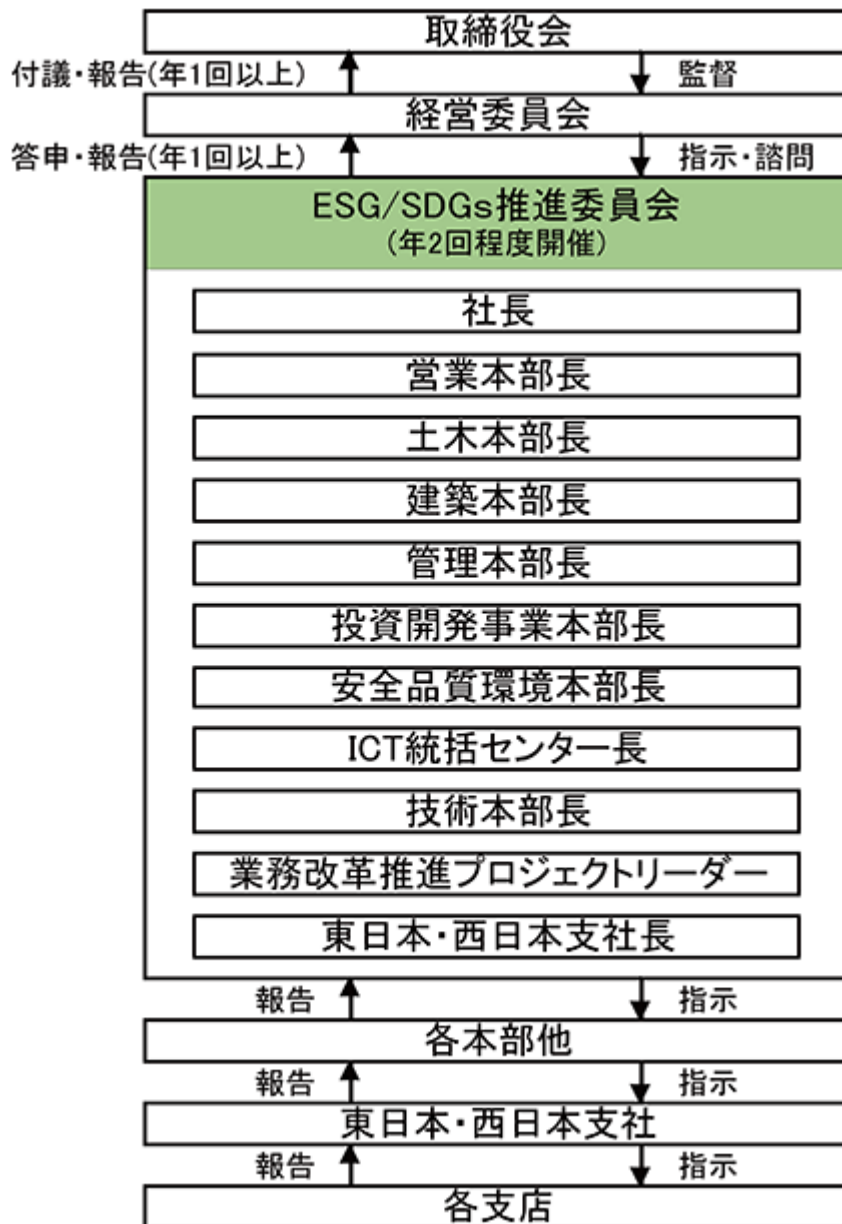 取締役会
付議・報告(年1回以上)
監督
経営委員会
答申・報告(年1回以上)
指示・諮問
ESG/SDGs推進委員会
(年2回程度開催)
社長
営業本部長
土木本部長
建築本部長
管理本部長
投資開発事業本部長
安全品質環境本部長
ICT統括センター長
技術本部長
業務改革推進プロジェクトリーダー
東日本・西日本支社長
報告
指示
各本部他
報告
指示
東日本・西日本支社
報告
指示
各支店